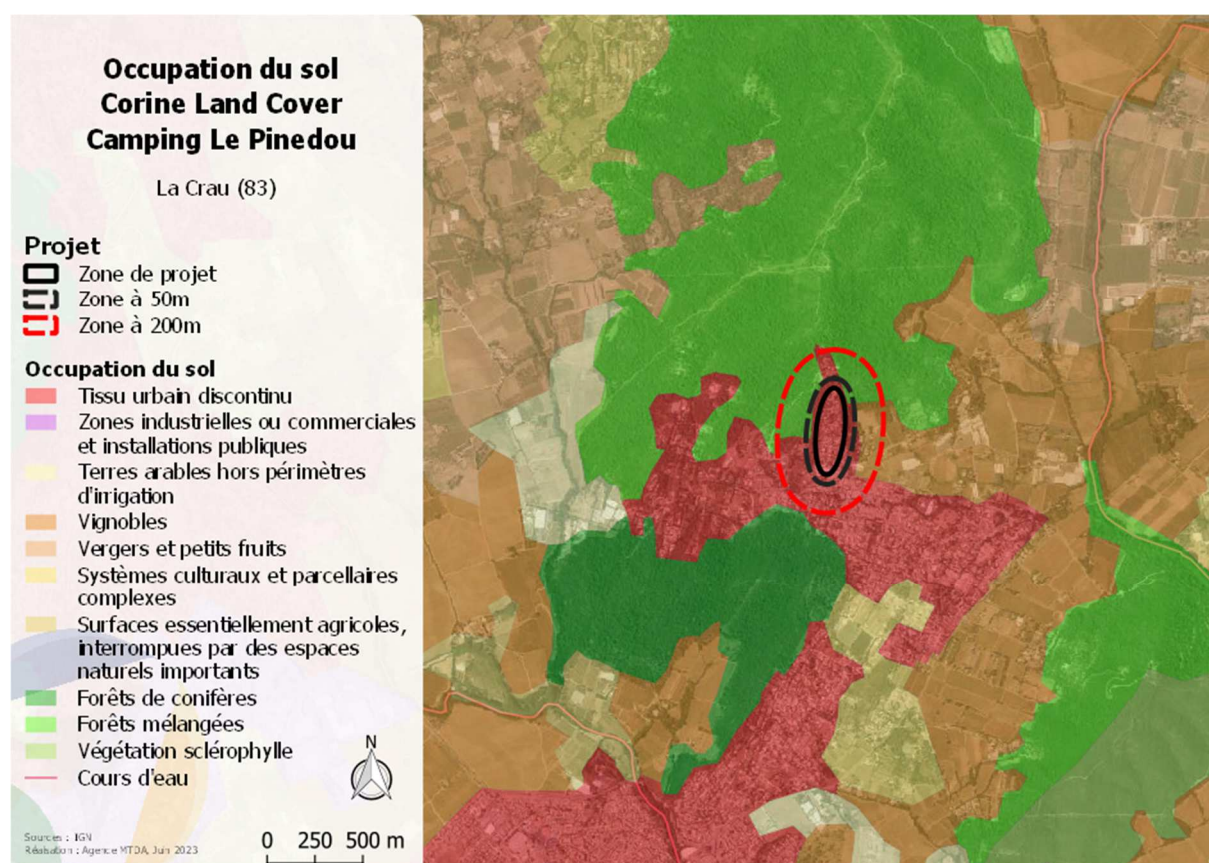 Occupation du sol
Corine Land Cover
Camping Le Pinedou
La Crau (83)
Projet
Zone de projet
Zone à 50m
Zone à 200m
Occupation du sol
Tissu urbain discontinu
Zones industrielles ou commerciales
et installations publiques
Terres arables hors périmètres
d'irrigation
Vignobles
Vergers et petits fruits
Systèmes culturaux et parcellaires
complexes
Surfaces essentiellement agricoles,
interrompues par des espaces
naturels importants
Forêts de conifères
Forêts mélangées
Végétation sclérophylle
Cours d'eau
N
Sources : IGN
Réalisation : Agence MTDA, Juin 2023
0 250 500 m